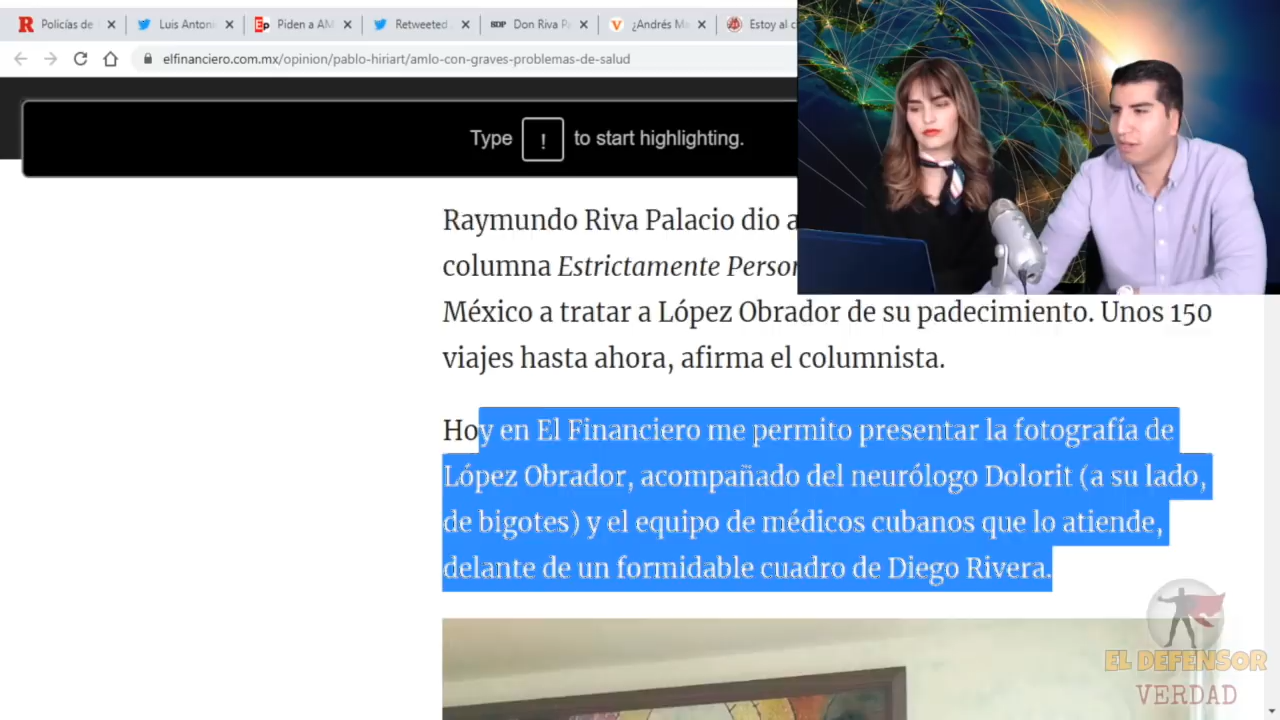 Policías de
Luis Antoni
Piden a AM
Retweeted
Don Riva P
¿Andrés Ma
Estoy al c
elfinanciero.com.mx/opinion/pablo-hiriart/amlo-con-graves-problemas-de-salud
Type ! to start highlighting.
Raymundo Riva Palacio dio a
columna Estrictamente Person
México a tratar a López Obrador de su padecimiento. Unos 150
viajes hasta ahora, afirma el columnista.
Hoy en El Financiero me permito presentar la fotografía de
López Obrador, acompañado del neurólogo Dolorit (a su lado,
de bigotes) y el equipo de médicos cubanos que lo atiende,
delante de un formidable cuadro de Diego Rivera.
EL DEFENSOR
VERDAD